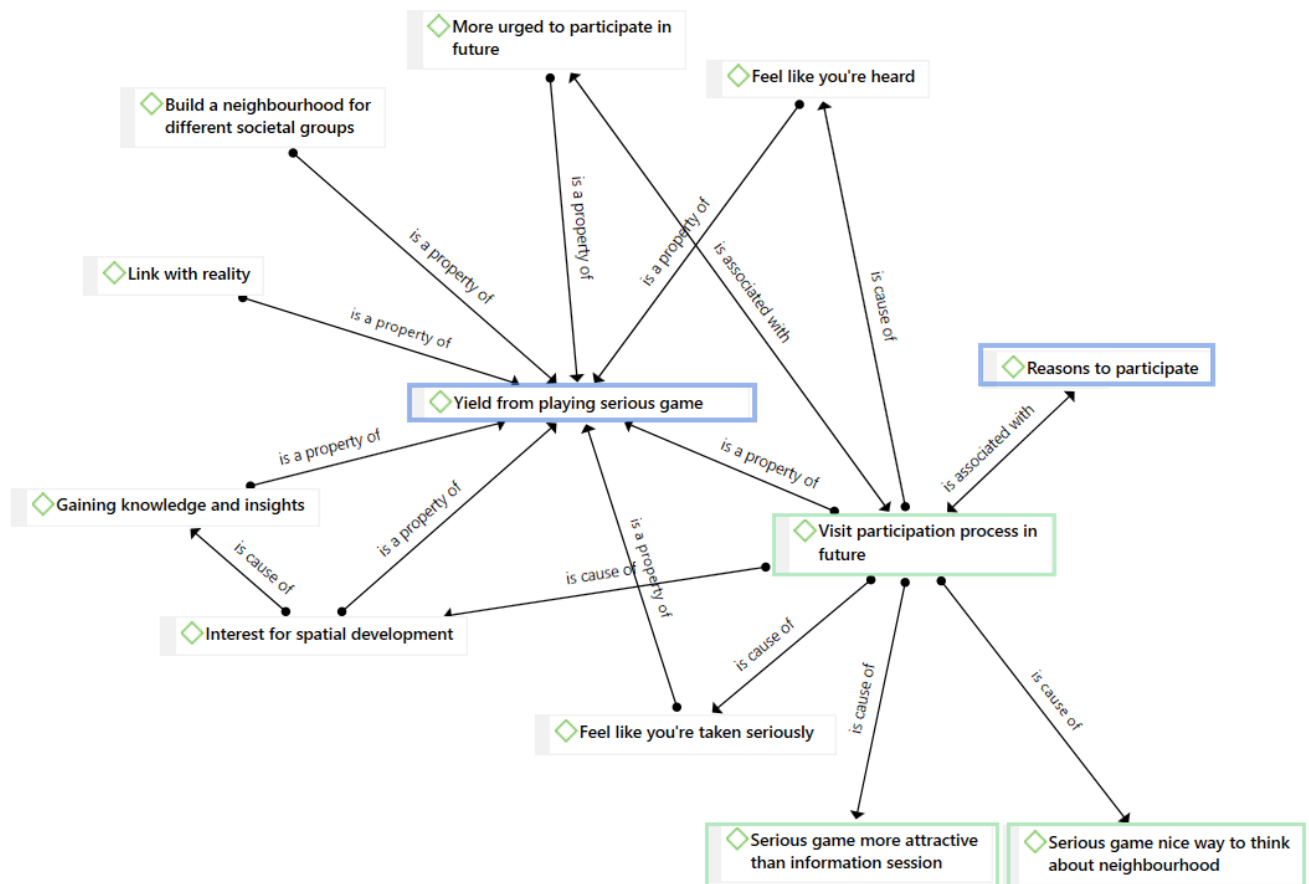 More urged to participate in
future
Feel like you're heard
Build a neighbourhood for
different societal groups
is a property of
is a property of
is a property of
is associated with
Link with reality
is a property of
is cause of
Reasons to participate
Yield from playing serious game
is associated with
is a property of
is a property of
Gaining knowledge and insights
is a property of
is a property of
Visit participation process in
future
is cause of
is cause of
Interest for spatial development
is cause of
is cause of
is cause of
Feel like you're taken seriously
Serious game more attractive
than information session
Serious game nice way to think
about neighbourhood